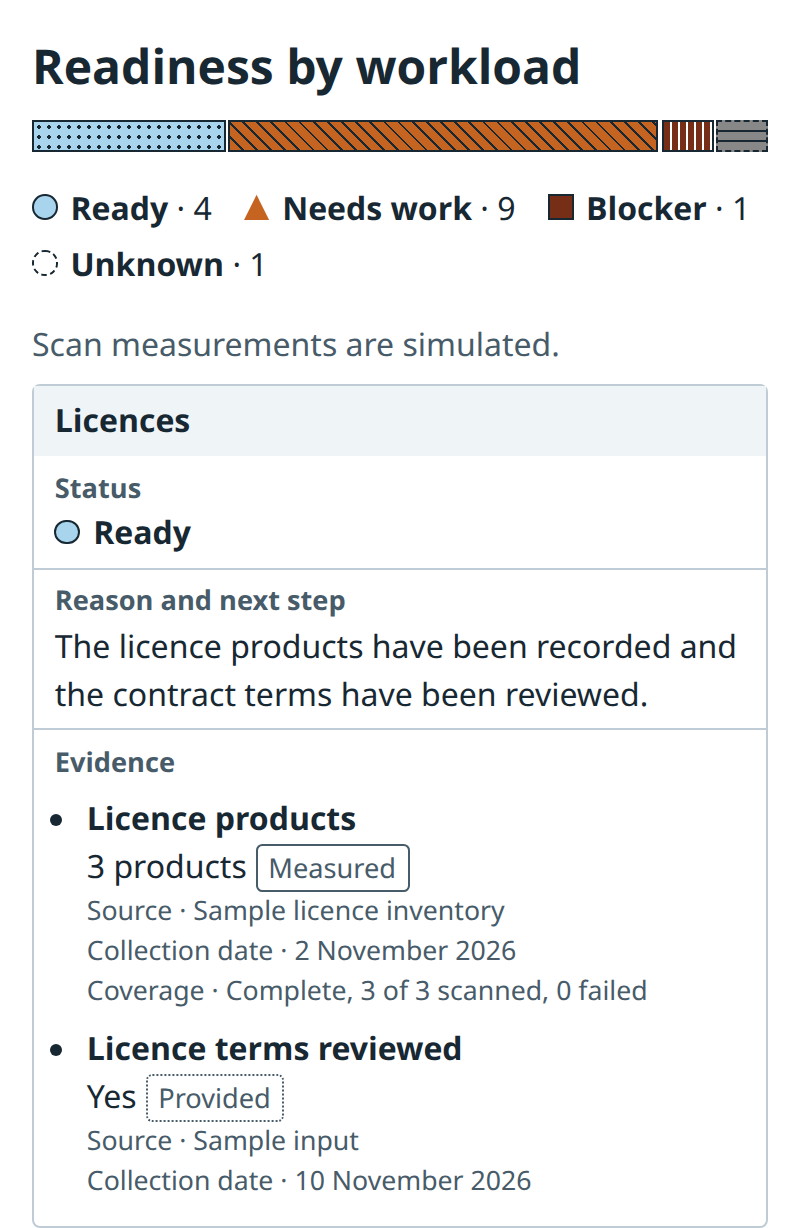 Readiness by workload
Ready · 4 Needs work · 9 Blocker · 1
Unknown · 1
Scan measurements are simulated.
Licences
Status
Ready
Reason and next step
The licence products have been recorded and
the contract terms have been reviewed.
Evidence
Licence products
3 products Measured
Source · Sample licence inventory
Collection date · 2 November 2026
Coverage · Complete, 3 of 3 scanned, 0 failed
Licence terms reviewed
Yes Provided
Source · Sample input
Collection date · 10 November 2026